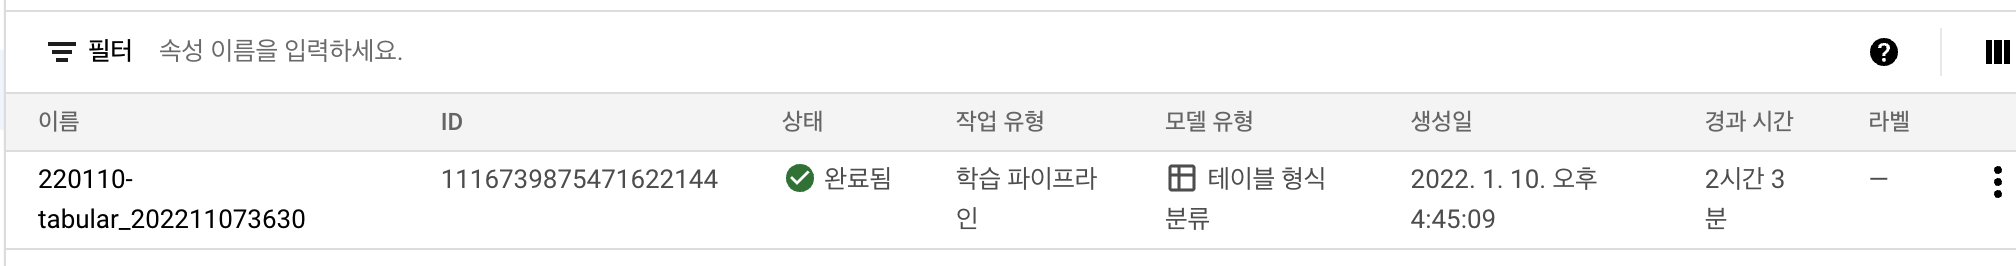 필터 속성 이름을 입력하세요.
이름 ID 상태 작업 유형 모델 유형 생성일 경과 시간 라벨
220110- 1116739875471622144 완료됨 학습 파이프라 테이블 형식 2022. 1. 10. 오후 2시간 3 —
tabular_202211073630 인 분류 4:45:09 분